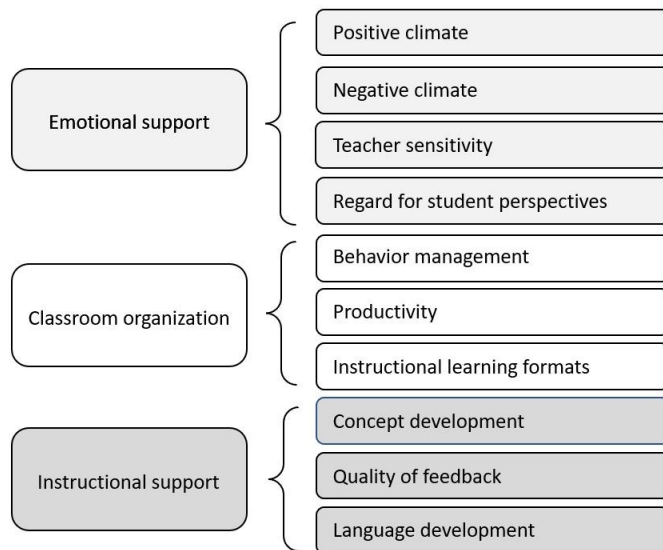 Emotional support
Positive climate
Negative climate
Teacher sensitivity
Regard for student perspectives
Classroom organization
Behavior management
Productivity
Instructional learning formats
Instructional support
Concept development
Quality of feedback
Language development